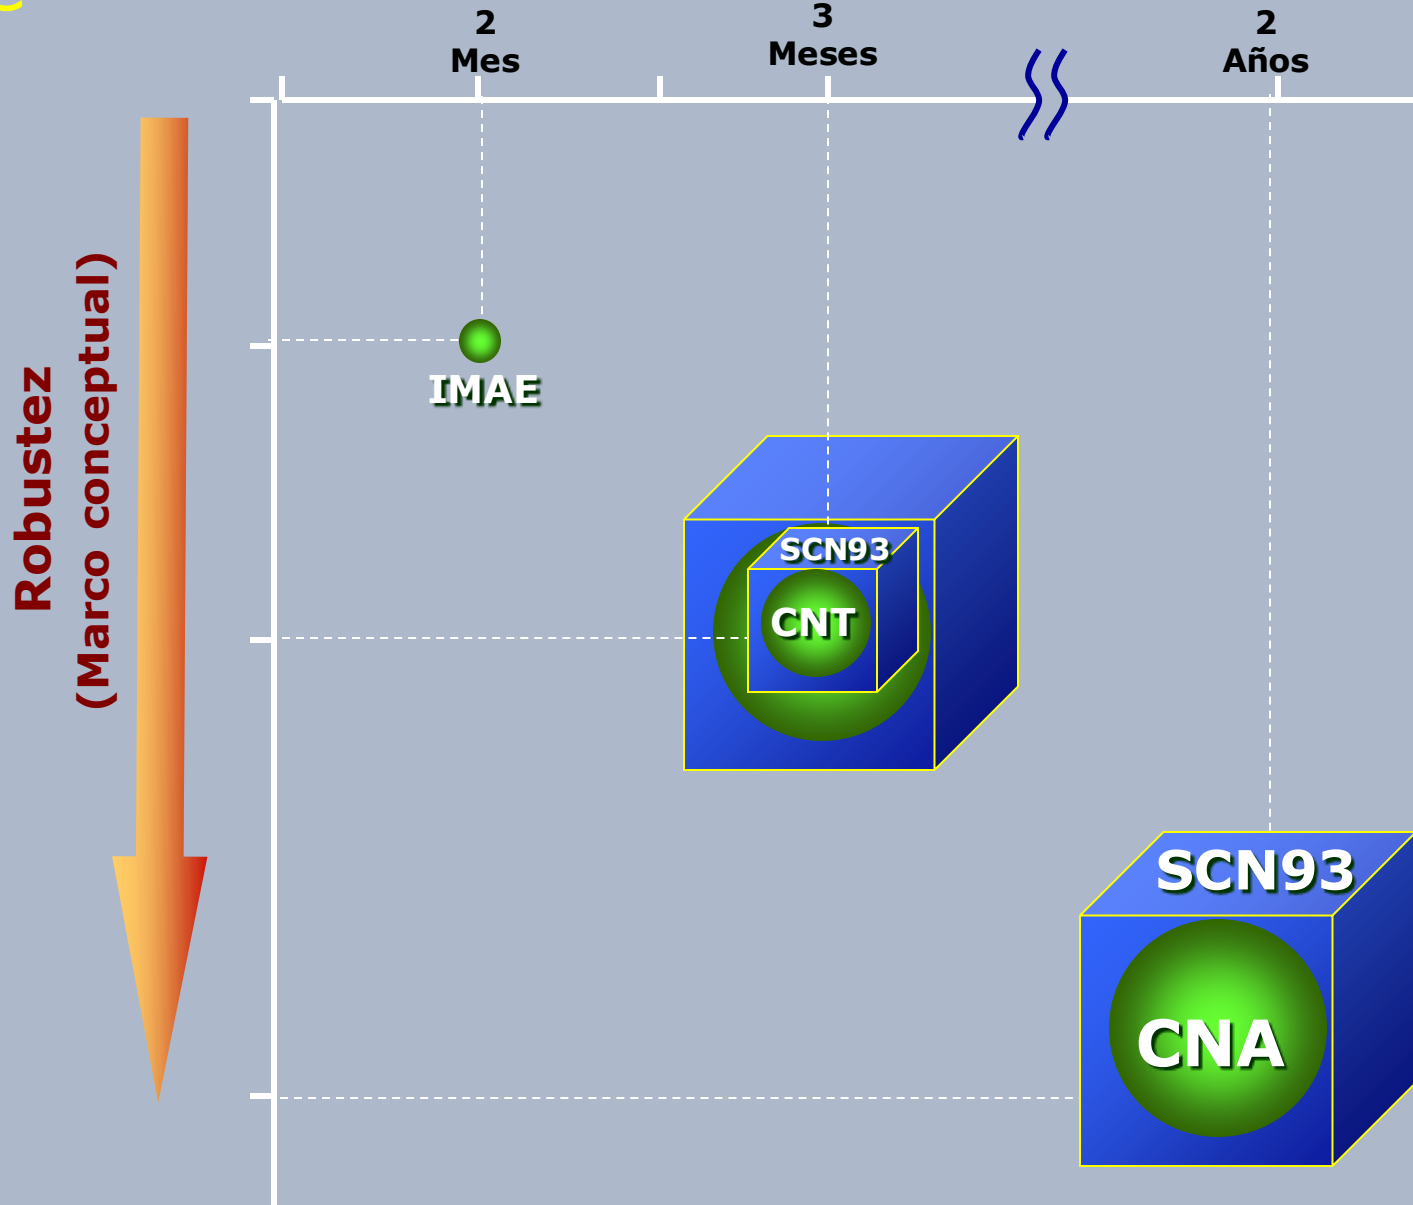 2
Mes
3
Meses
2
Años
Robustez
(Marco conceptual)
IMAE
SCN93
CNT
SCN93
CNA